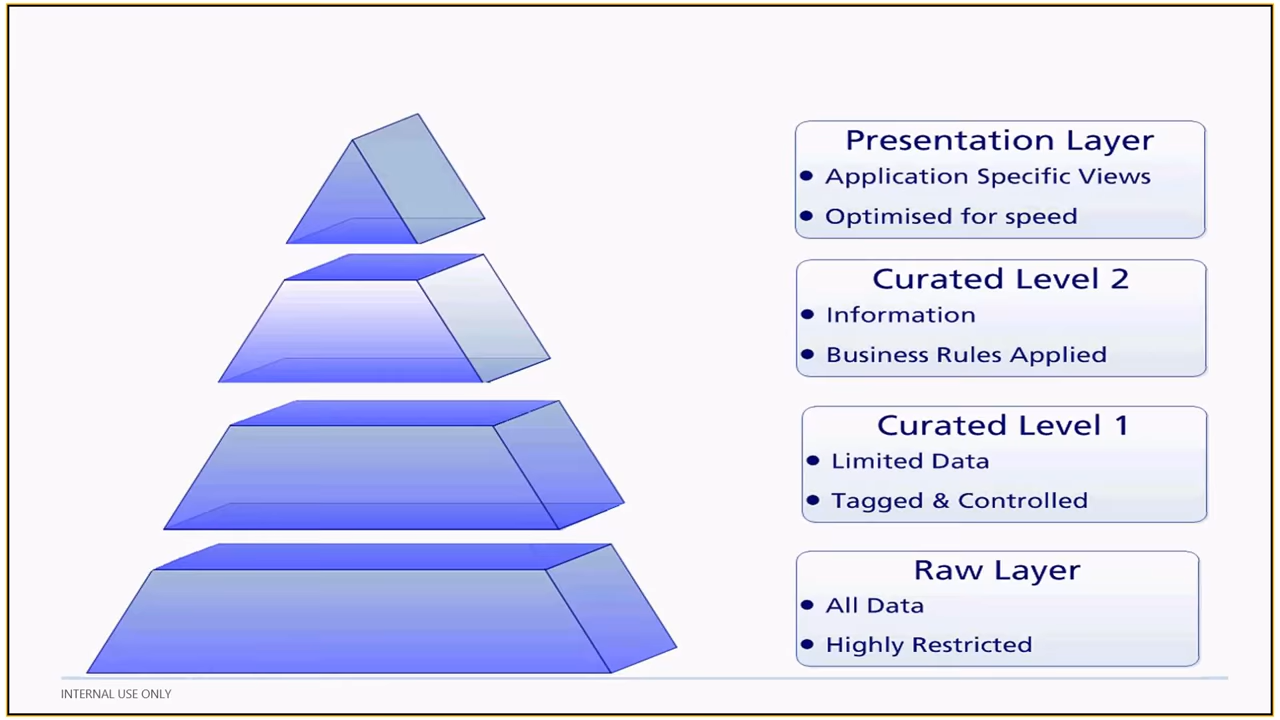 Presentation Layer
• Application Specific Views
• Optimised for speed
Curated Level 2
• Information
• Business Rules Applied
Curated Level 1
• Limited Data
• Tagged & Controlled
Raw Layer
• All Data
• Highly Restricted
INTERNAL USE ONLY